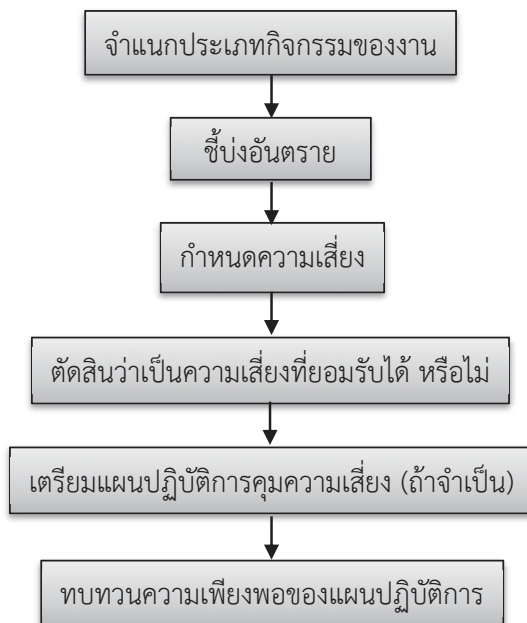 จำแนกประเภทกิจกรรมของงาน
ชี้บ่งอันตราย
กำหนดความเสี่ยง
ตัดสินว่าเป็นความเสี่ยงที่ยอมรับได้ หรือไม่
เตรียมแผนปฏิบัติการคุมความเสี่ยง (ถ้าจำเป็น)
ทบทวนความเพียงพอของแผนปฏิบัติการ